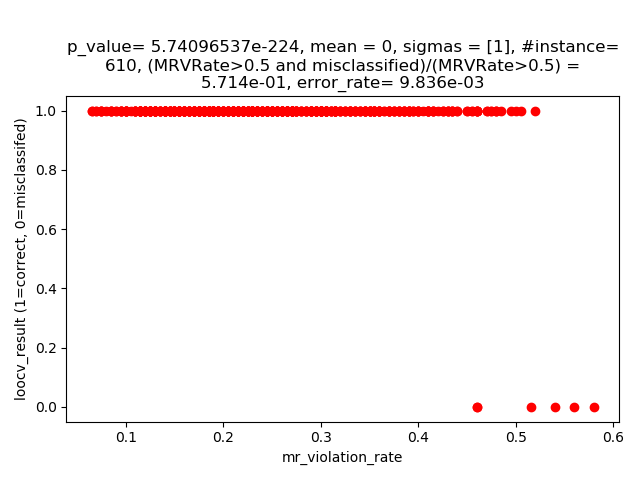 p_value= 5.74096537e-224, mean = 0, sigmas = [1], #instance=
610, (MRVRate>0.5 and misclassified)/(MRVRate>0.5) =
5.714e-01, error_rate= 9.836e-03
1.0
0.8
0.6
0.4
0.2
0.0
loocv_result (1=correct, 0=misclassifed)
0.1 0.2 0.3 0.4 0.5 0.6
mr_violation_rate